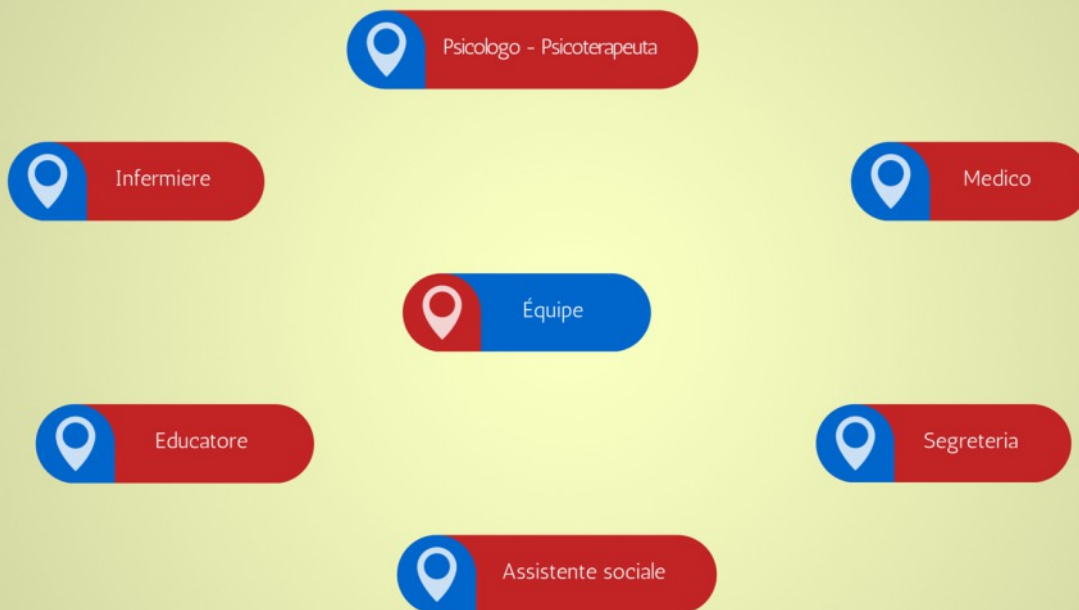 Psicologo - Psicoterapeuta
Infermiere
Medico
Équipe
Educatore
Segreteria
Assistente sociale